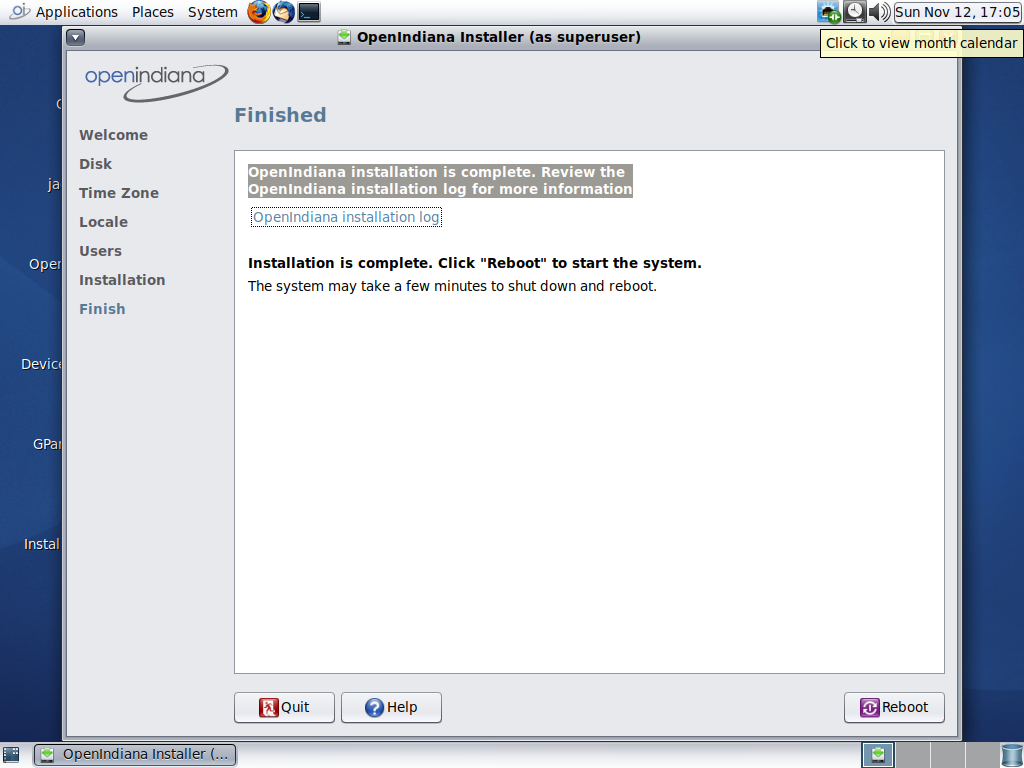 Applications Places System Sun Nov 12, 17:05
OpenIndiana Installer (as superuser)
Click to view month calendar
openindiana
Finished
Welcome
Disk
Time Zone
Locale
Users
Installation
Finish
OpenIndiana installation is complete. Review the
OpenIndiana installation log for more information
OpenIndiana installation log
Installation is complete. Click "Reboot" to start the system.
The system may take a few minutes to shut down and reboot.
ja
Open
Device
GPar
Instal
Quit Help Reboot
OpenIndiana Installer (...